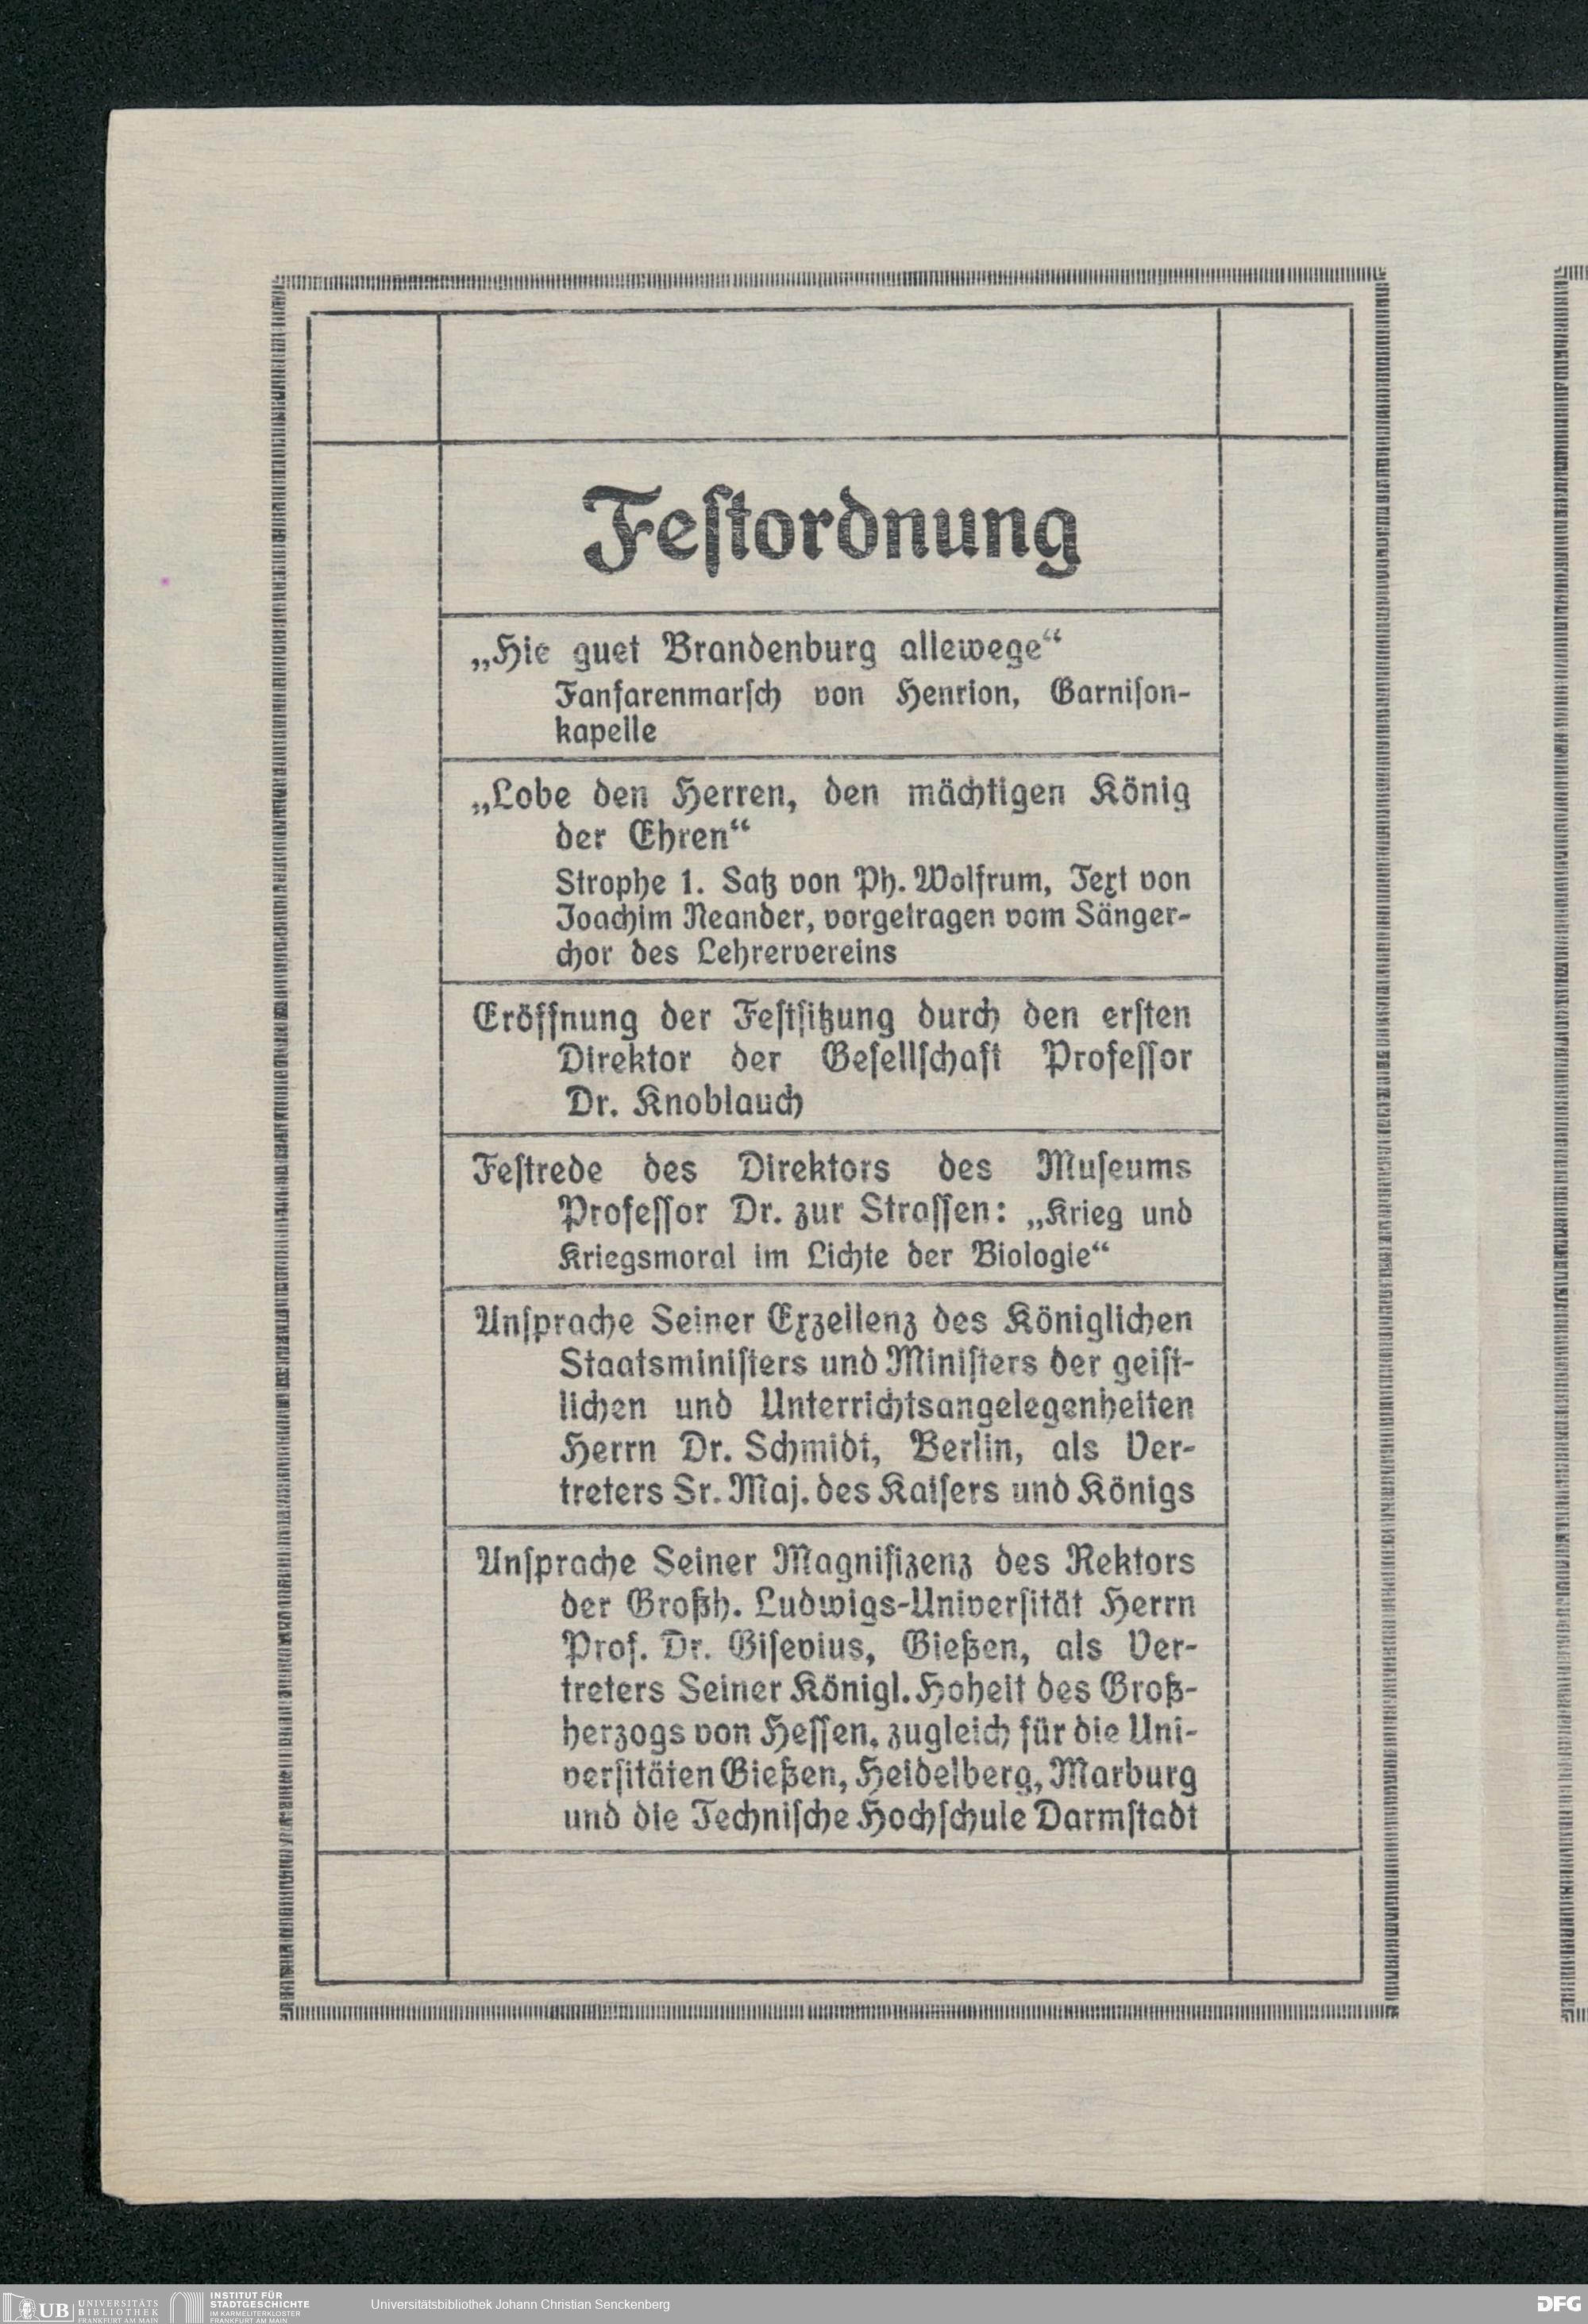 Festordnung
„Hie guet Brandenburg allewege“
Fanfarenmarsch von Henrion, Garnison-
kapelle
„Lobe den Herren, den mächtigen König
der Ehren“
Strophe 1. Satz von Ph. Wolfrum, Text von
Joachim Neander, vorgetragen vom Sänger-
chor des Lehrervereins
Eröffnung der Festsitzung durch den ersten
Direktor der Gesellschaft Professor
Dr. Knoblauch
Festrede des Direktors des Museums
Professor Dr. zur Strassen: „Krieg und
Kriegsmoral im Lichte der Biologie“
Ansprache Seiner Exzellenz des Königlichen
Staatsministers und Ministers der geist-
lichen und Unterrichtsangelegenheiten
Herrn Dr. Schmidt, Berlin, als Ver-
treters Sr. Maj. des Kaisers und Königs
Ansprache Seiner Magnifizenz des Rektors
der Großh. Ludwigs-Universität Herrn
Prof. Dr. Gisevius, Gießen, als Ver-
treters Seiner Königl. Hoheit des Groß-
herzogs von Hessen, zugleich für die Uni-
versitäten Gießen, Heidelberg, Marburg
und die Technische Hochschule Darmstadt
UB UNIVERSITÄTS
BIBLIOTHEK
FRANKFURT AM MAIN
INSTITUT FÜR
STADTGESCHICHTE
IM KARMELITERKLOSTER
FRANKFURT AM MAIN
Universitätsbibliothek Johann Christian Senckenberg
DFG